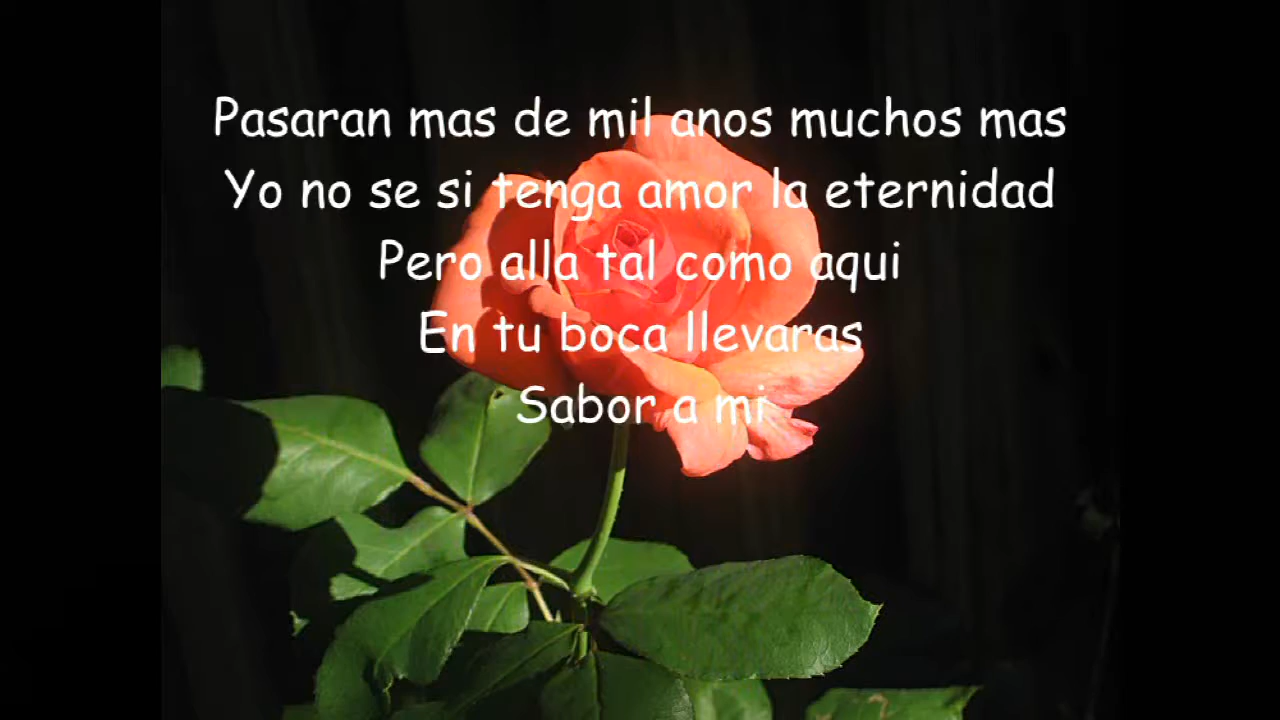 Pasaran mas de mil anos muchos mas
Yo no se si tenga amor la eternidad
Pero alla tal como aqui
En tu boca llevaras
Sabor a mi